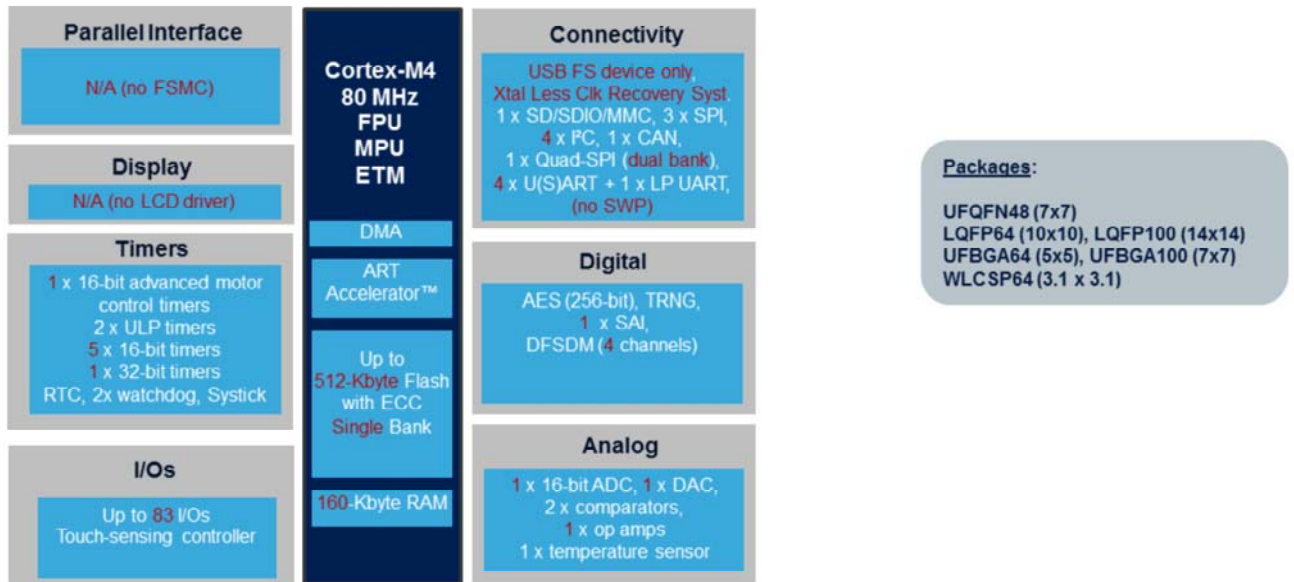 Parallel Interface
N/A (no FSMC)
Display
N/A (no LCD driver)
Timers
1 x 16-bit advanced motor
control timers
2 x ULP timers
5 x 16-bit timers
1 x 32-bit timers
RTC, 2x watchdog, Systick
I/Os
Up to 83 I/Os
Touch-sensing controller
Cortex-M4
80 MHz
FPU
MPU
ETM
DMA
ART
Accelerator™
Up to
512-Kbyte Flash
with ECC
Single Bank
160-Kbyte RAM
Connectivity
USB FS device only,
Xtal Less Clk Recovery Syst.
1 x SD/SDIO/MMC, 3 x SPI,
4 x I²C, 1 x CAN,
1 x Quad-SPI (dual bank),
4 x U(S)ART + 1 x LP UART,
(no SWP)
Digital
AES (256-bit), TRNG,
1 x SAI,
DFSDM (4 channels)
Analog
1 x 16-bit ADC, 1 x DAC,
2 x comparators,
1 x op amps
1 x temperature sensor
Packages:
UFQFN48 (7x7)
LQFP64 (10x10), LQFP100 (14x14)
UFBGA64 (5x5), UFBGA100 (7x7)
WLCSP64 (3.1 x 3.1)